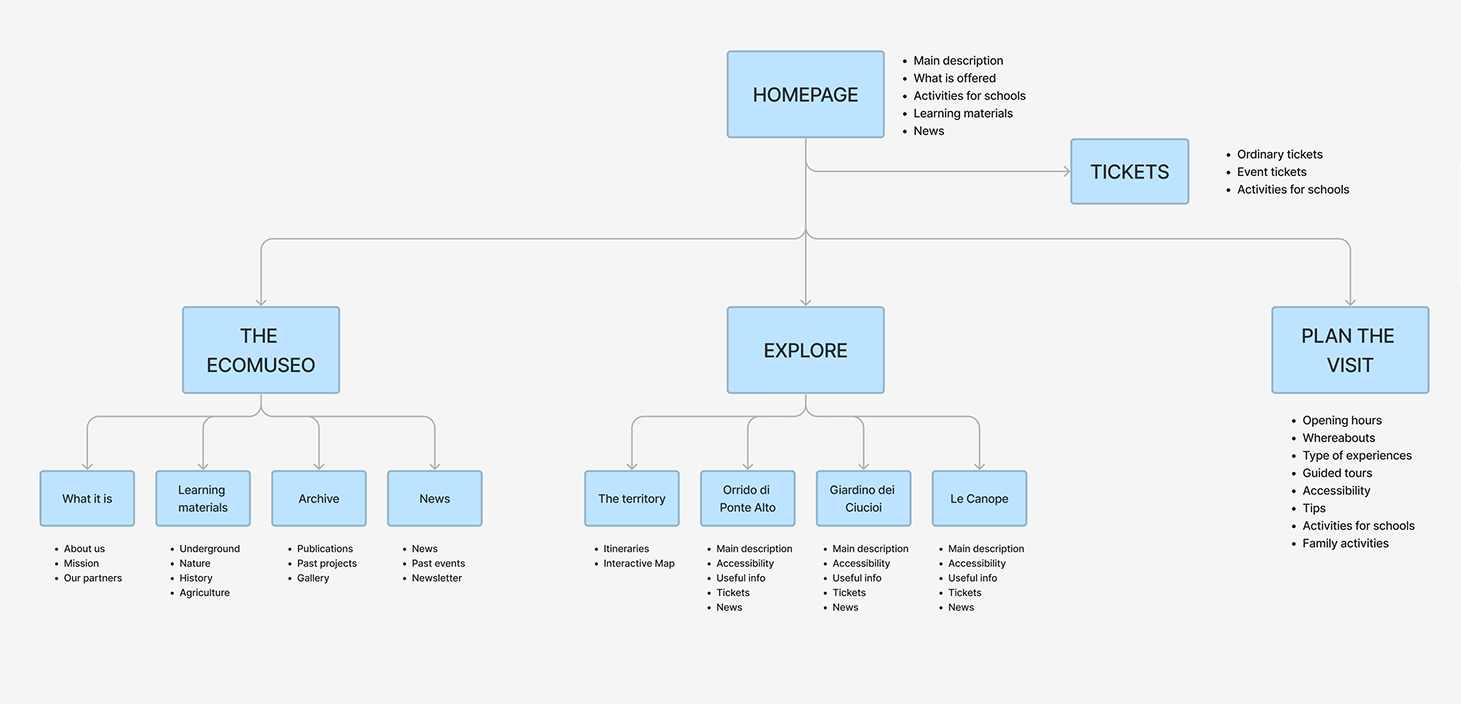 HOMEPAGE
• Main description
• What is offered
• Activities for schools
• Learning materials
• News
TICKETS
• Ordinary tickets
• Event tickets
• Activities for schools
THE
ECOMUSEO
What it is
• About us
• Mission
• Our partners
Learning
materials
• Underground
• Nature
• History
• Agriculture
Archive
• Publications
• Past projects
• Gallery
News
• News
• Past events
• Newsletter
EXPLORE
The territory
• Itineraries
• Interactive Map
Orrido di
Ponte Alto
• Main description
• Accessibility
• Useful info
• Tickets
• News
Giardino dei
Ciucioi
• Main description
• Accessibility
• Useful info
• Tickets
• News
Le Canope
• Main description
• Accessibility
• Useful info
• Tickets
• News
PLAN THE
VISIT
• Opening hours
• Whereabouts
• Type of experiences
• Guided tours
• Accessibility
• Tips
• Activities for schools
• Family activities